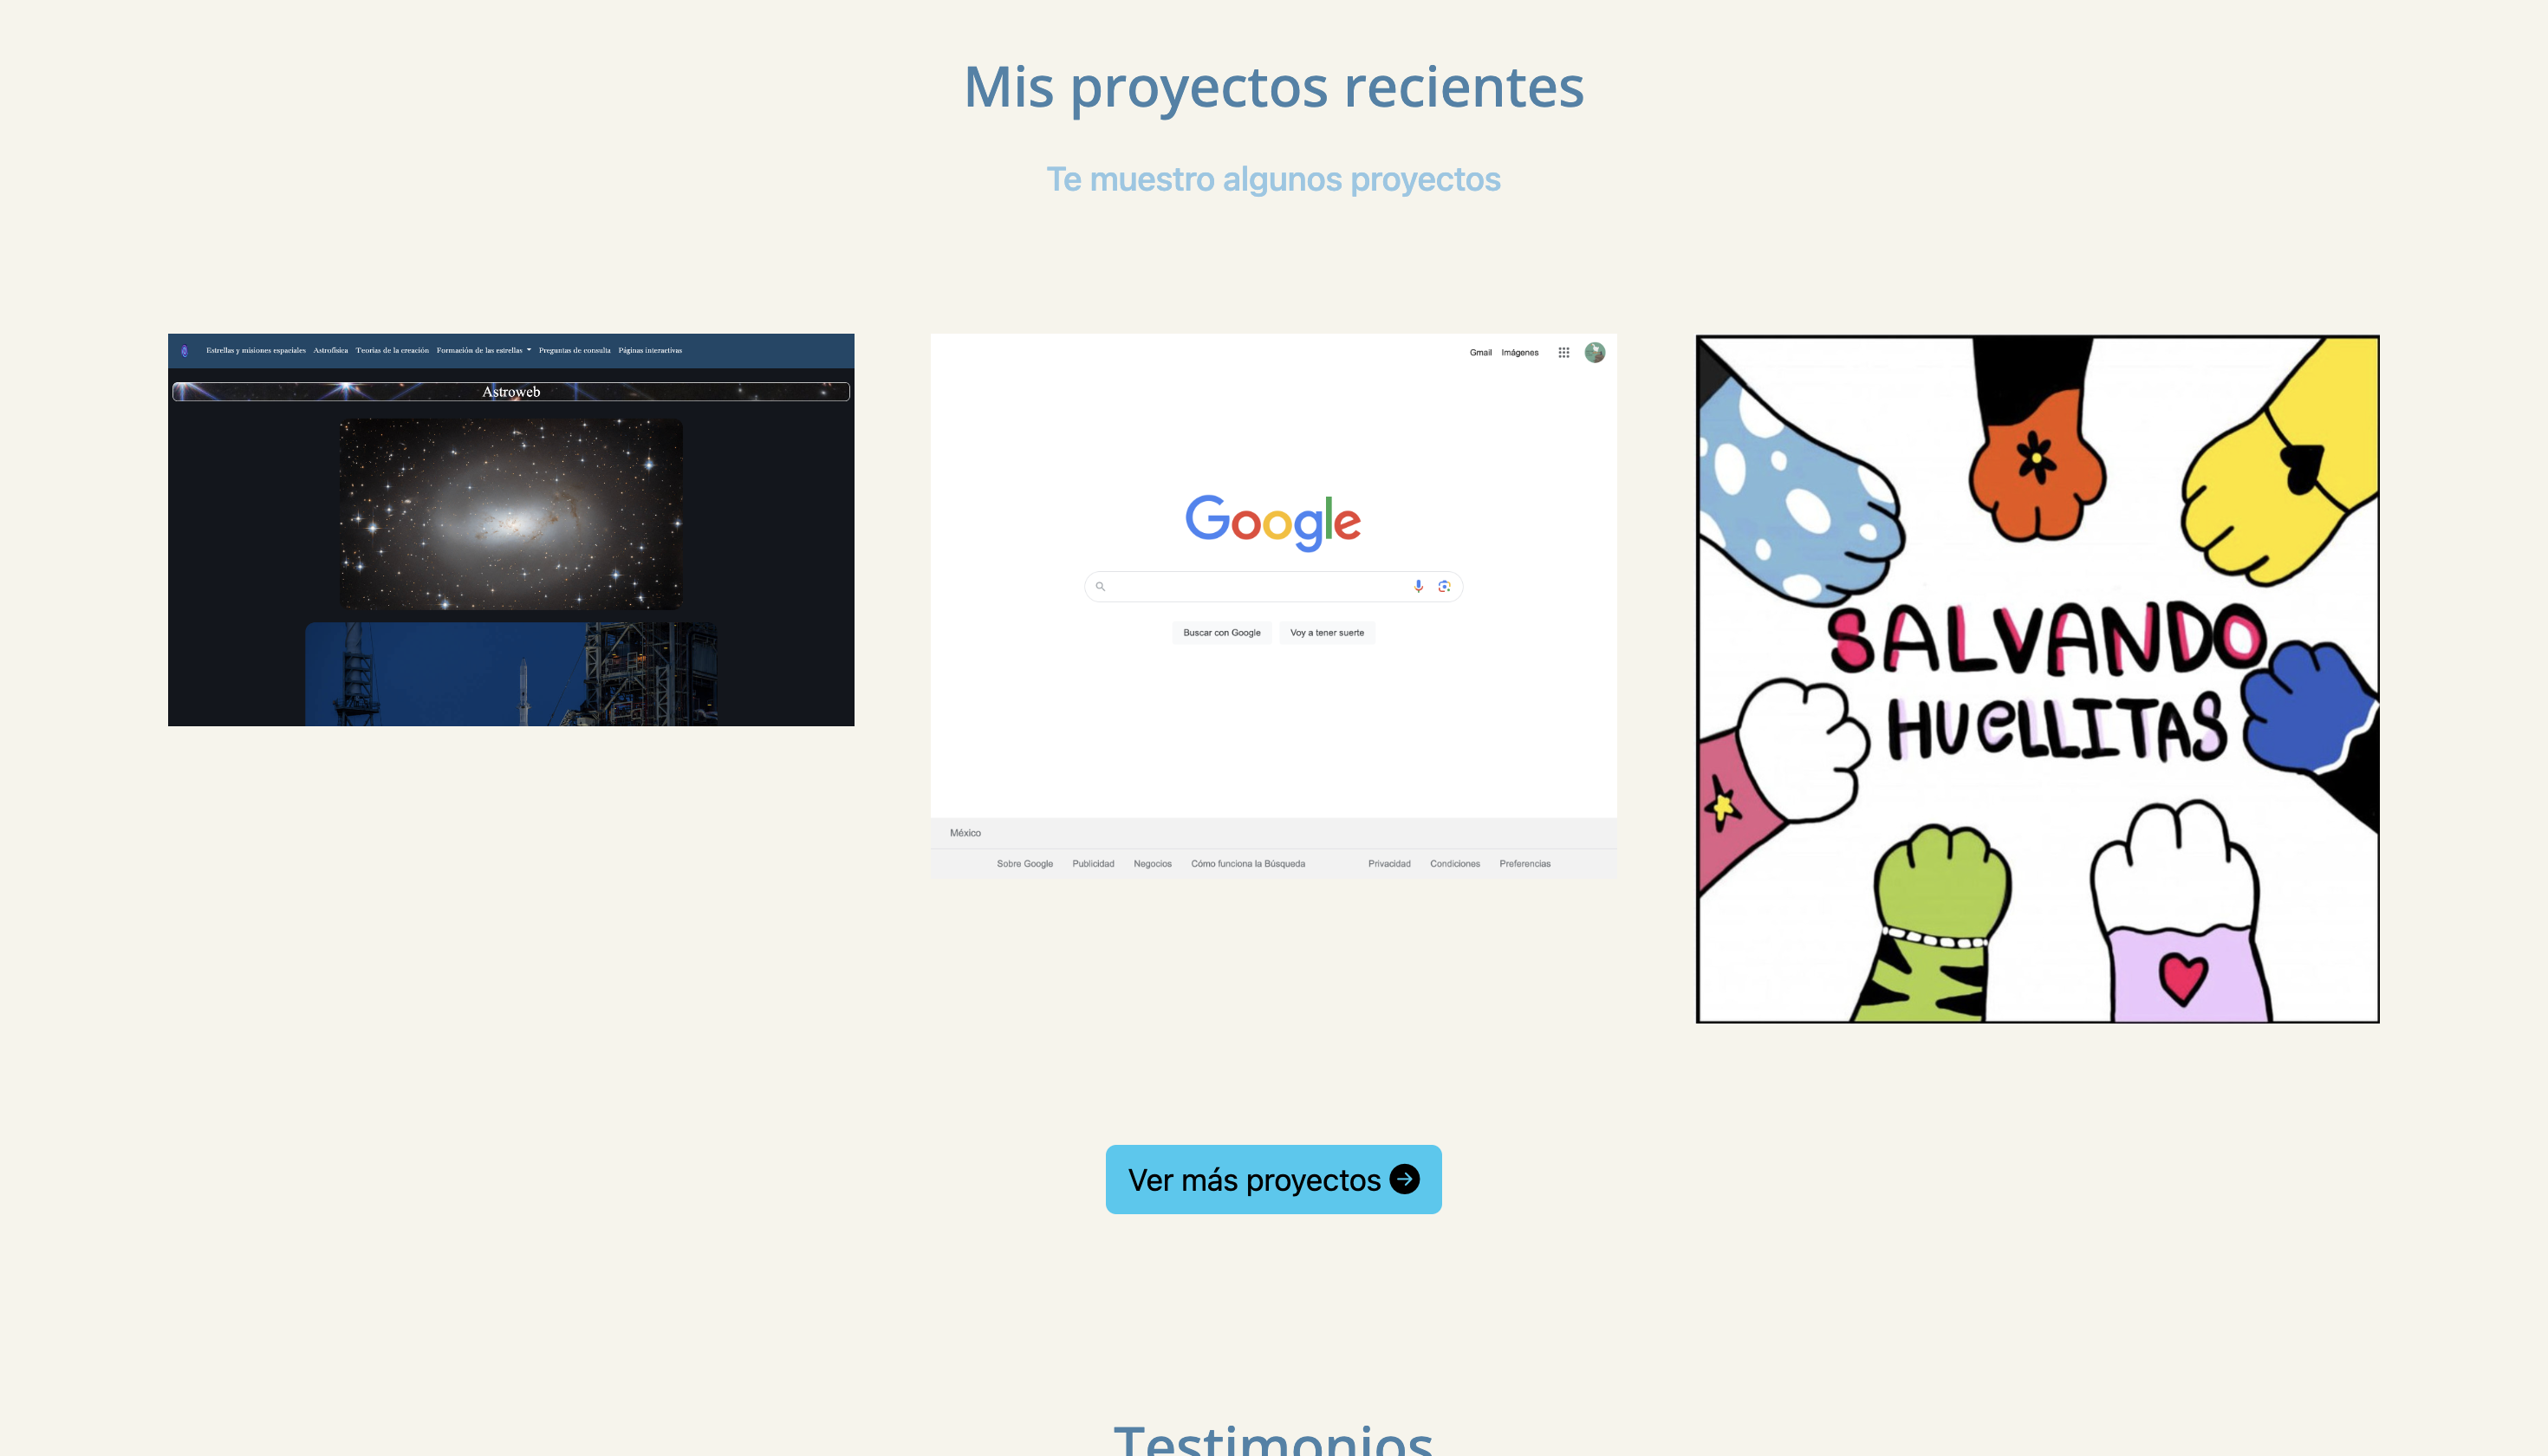 Mis proyectos recientes
Te muestro algunos proyectos
Estrellas y misiones espaciales Astrofísica Teorías de la creación Formación de las estrellas Preguntas de consulta Páginas interactivas
Astroweb
Gmail Imágenes
Google
Buscar con Google Voy a tener suerte
México
Sobre Google Publicidad Negocios Cómo funciona la Búsqueda Privacidad Condiciones Preferencias
SALVANDO
HUeLLITAS
Ver más proyectos
Testimonios